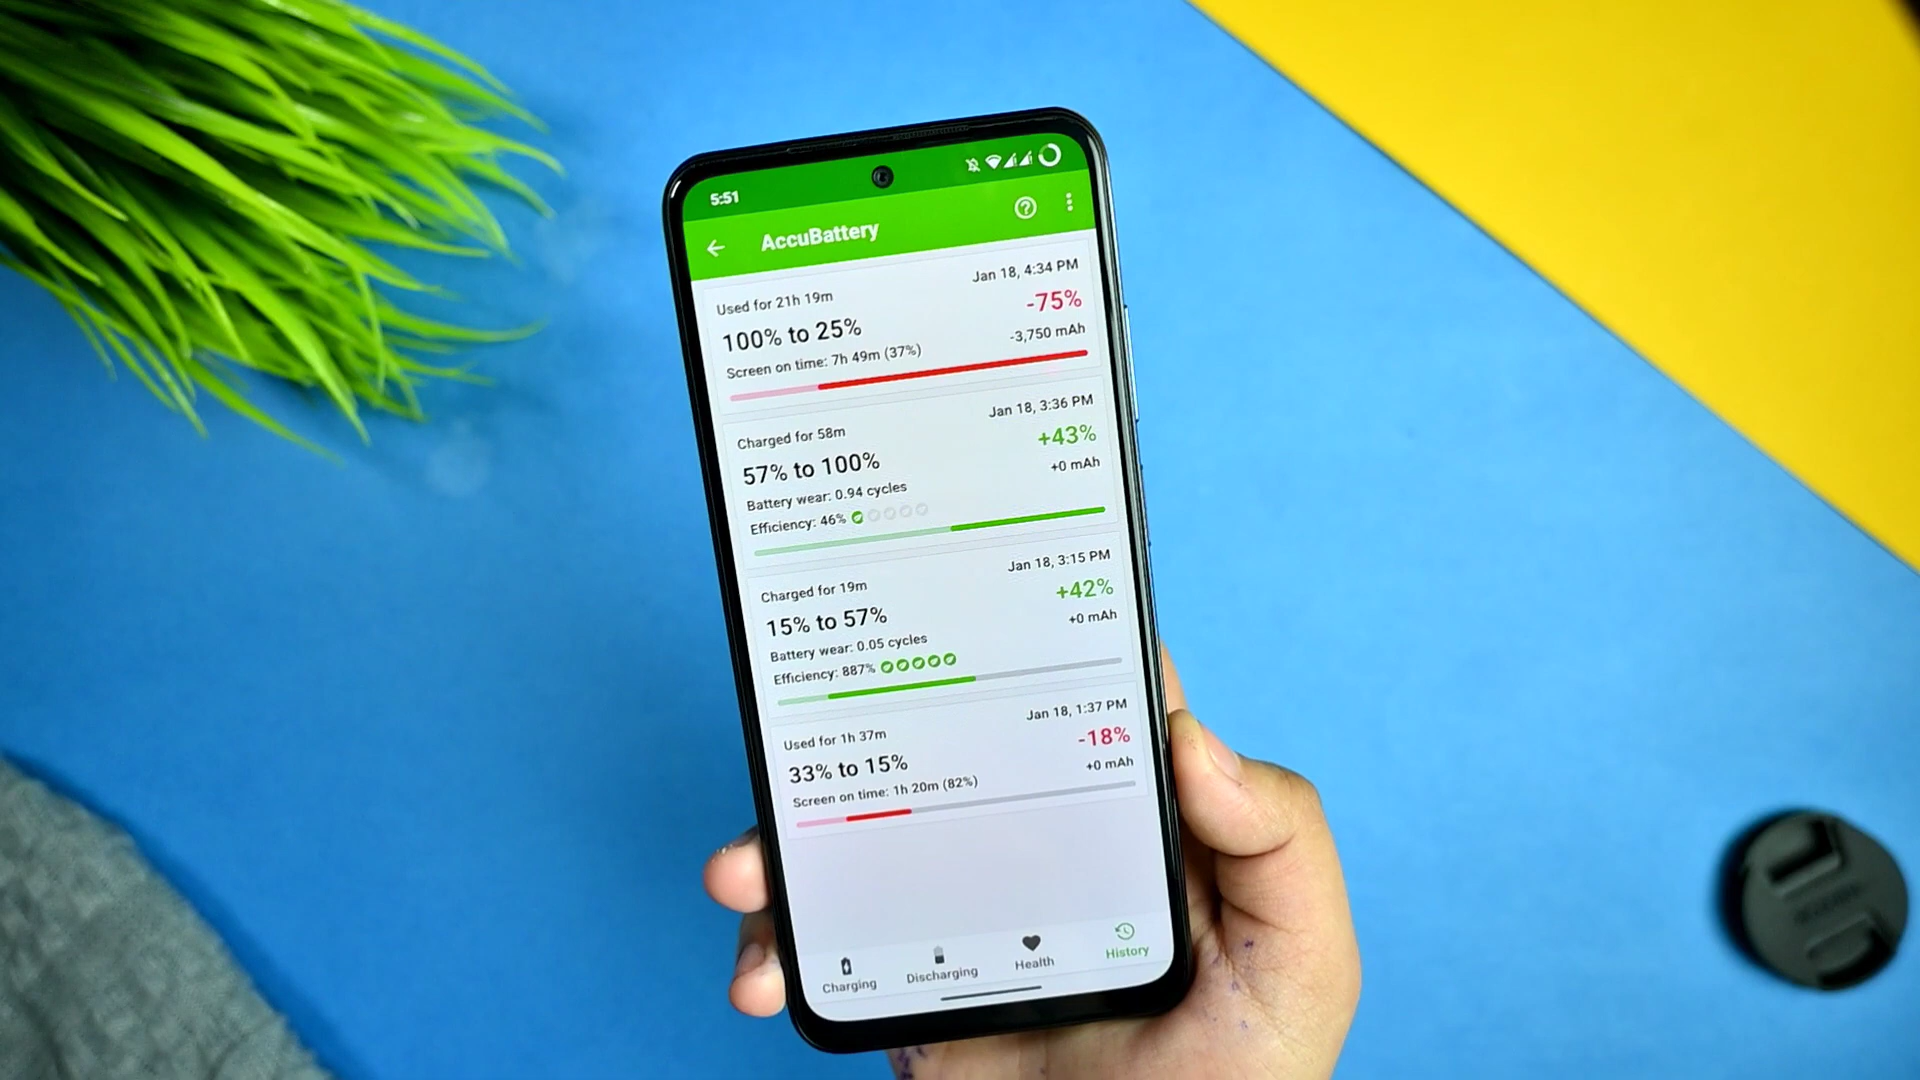 5:51
AccuBattery
Used for 21h 19m
Jan 18, 4:34 PM
100% to 25%
-75%
Screen on time: 7h 49m (37%)
-3,750 mAh
Charged for 58m
Jan 18, 3:36 PM
57% to 100%
+43%
Battery wear: 0.94 cycles
+0 mAh
Efficiency: 46%
Charged for 19m
Jan 18, 3:15 PM
15% to 57%
+42%
Battery wear: 0.05 cycles
+0 mAh
Efficiency: 887%
Used for 1h 37m
Jan 18, 1:37 PM
33% to 15%
-18%
Screen on time: 1h 20m (82%)
+0 mAh
Charging
Discharging
Health
History